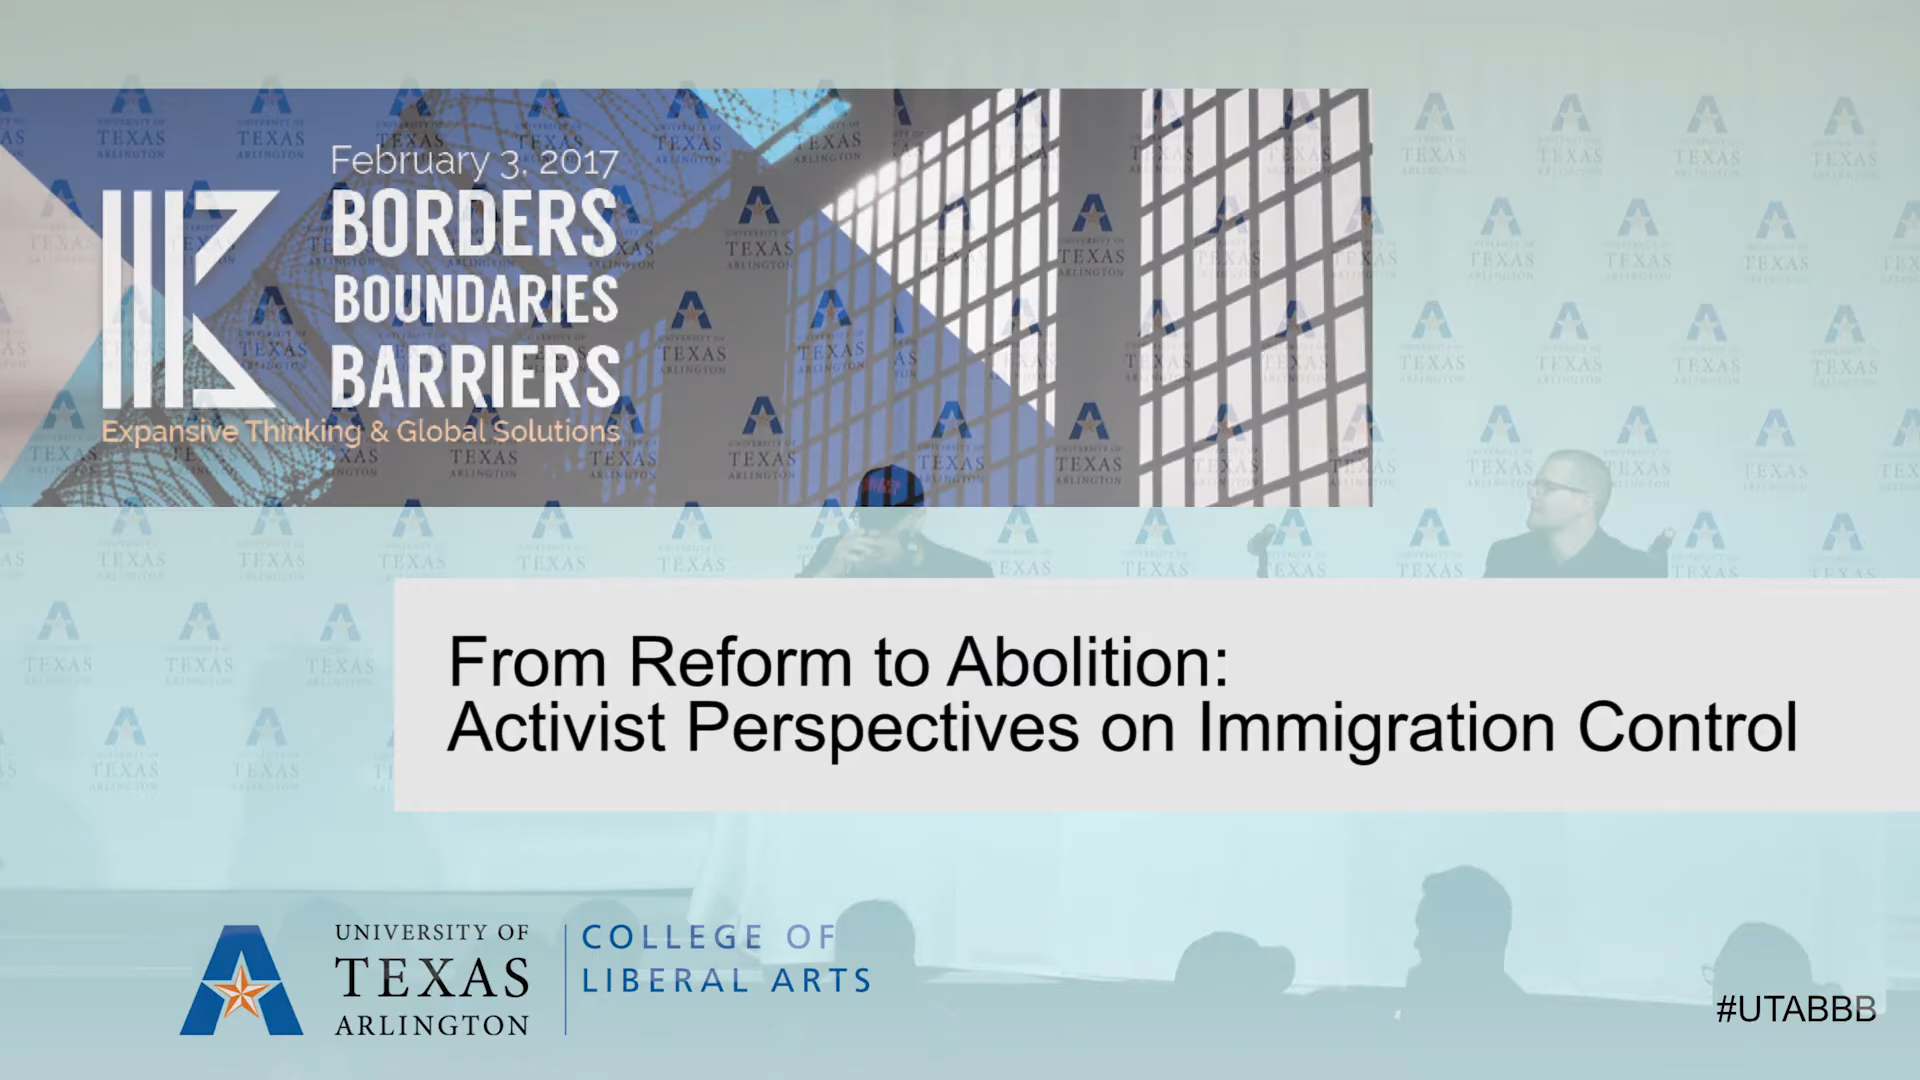 February 3, 2017
BORDERS
BOUNDARIES
BARRIERS
Expansive Thinking & Global Solutions
From Reform to Abolition:
Activist Perspectives on Immigration Control
UNIVERSITY OF
TEXAS
ARLINGTON
COLLEGE OF
LIBERAL ARTS
#UTABBB